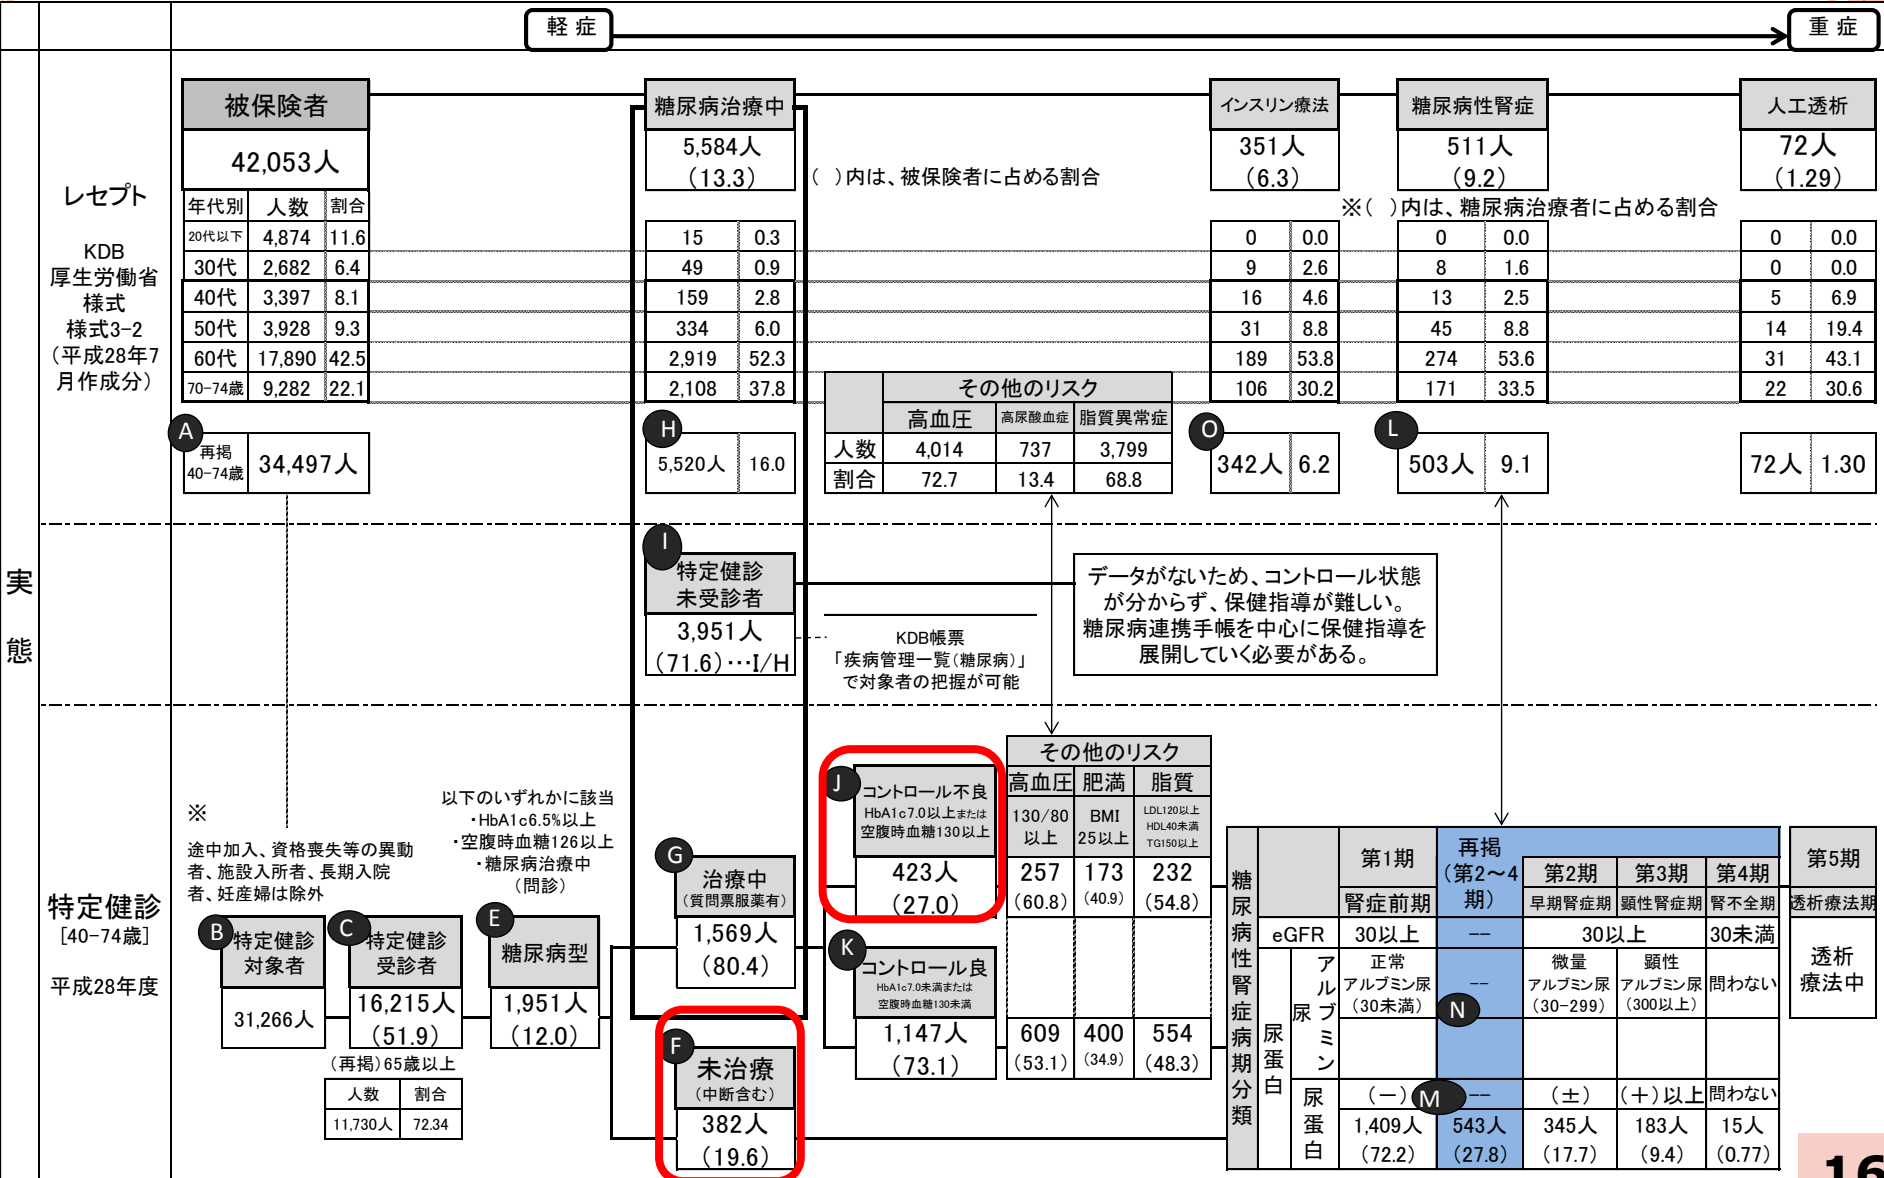 軽 症
重 症
被保険者
42,053人
年代別 人数 割合
20代以下 4,874 11.6
30代 2,682 6.4
40代 3,397 8.1
50代 3,928 9.3
60代 17,890 42.5
70-74歳 9,282 22.1
糖尿病治療中
5,584人
(13.3)
( )内は、被保険者に占める割合
15 0.3
49 0.9
159 2.8
334 6.0
2,919 52.3
2,108 37.8
インスリン療法
351人
(6.3)
0 0.0
9 2.6
16 4.6
31 8.8
189 53.8
106 30.2
糖尿病性腎症
511人
(9.2)
※( )内は、糖尿病治療者に占める割合
0 0.0
8 1.6
13 2.5
45 8.8
274 53.6
171 33.5
人工透析
72人
(1.29)
0 0.0
0 0.0
5 6.9
14 19.4
31 43.1
22 30.6
レセプト
KDB
厚生労働省
様式
様式3-2
(平成28年7
月作成分)
A
再掲
40-74歳
34,497人
H
5,520人 16.0
その他のリスク
高血圧 高尿酸血症 脂質異常症
人数 4,014 737 3,799
割合 72.7 13.4 68.8
O
342人 6.2
L
503人 9.1
72人 1.30
実
態
I
特定健診
未受診者
3,951人
(71.6)…I/H
KDB帳票
「疾病管理一覧(糖尿病)」
で対象者の把握が可能
データがないため、コントロール状態
が分からず、保健指導が難しい。
糖尿病連携手帳を中心に保健指導を
展開していく必要がある。
特定健診
[40-74歳]
平成28年度
※
途中加入、資格喪失等の異動
者、施設入所者、長期入院
者、妊産婦は除外
以下のいずれかに該当
・HbA1c6.5%以上
・空腹時血糖126以上
・糖尿病治療中
(問診)
B
特定健診
対象者
31,266人
C
特定健診
受診者
16,215人
(51.9)
(再掲)65歳以上
人数 割合
11,730人 72.34
E
糖尿病型
1,951人
(12.0)
G
治療中
(質問票服薬有)
1,569人
(80.4)
F
未治療
(中断含む)
382人
(19.6)
J
コントロール不良
HbA1c7.0以上または
空腹時血糖130以上
423人
(27.0)
K
コントロール良
HbA1c7.0未満または
空腹時血糖130未満
1,147人
(73.1)
その他のリスク
高血圧 肥満 脂質
130/80
以上
BMI
25以上
LDL120以上
HDL40未満
TG150以上
257 173 232
(60.8) (40.9) (54.8)
609 400 554
(53.1) (34.9) (48.3)
糖尿病性腎症病期分類
第1期
腎症前期
再掲
(第2~4
期)
第2期 第3期 第4期
早期腎症期 顕性腎症期 腎不全期
第5期
透析療法期
eGFR 30以上 -- 30以上 30未満
尿蛋白
尿アルブミン
正常
アルブミン尿
(30未満)
--
N
微量
アルブミン尿
(30-299)
顕性
アルブミン尿
(300以上)
問わない
透析
療法中
尿蛋白
(-) M -- (±) (+)以上 問わない
1,409人 543人 345人 183人 15人
(72.2) (27.8) (17.7) (9.4) (0.77)
16